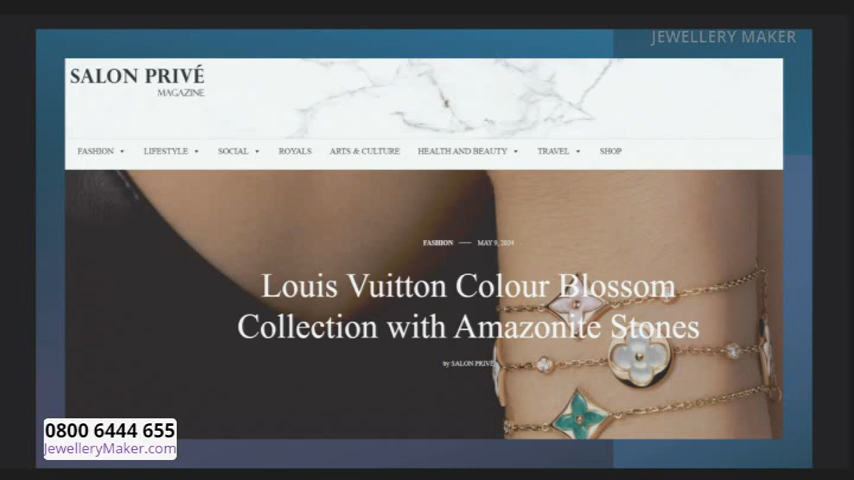 JEWELLERY MAKER
SALON PRIVÉ
MAGAZINE
FASHION LIFESTYLE SOCIAL ROYALS ARTS & CULTURE HEALTH AND BEAUTY TRAVEL SHOP
FASHION — MAY 9, 2024
Louis Vuitton Colour Blossom
Collection with Amazonite Stones
by SALON PRIVÉ
0800 6444 655
JewelleryMaker.com